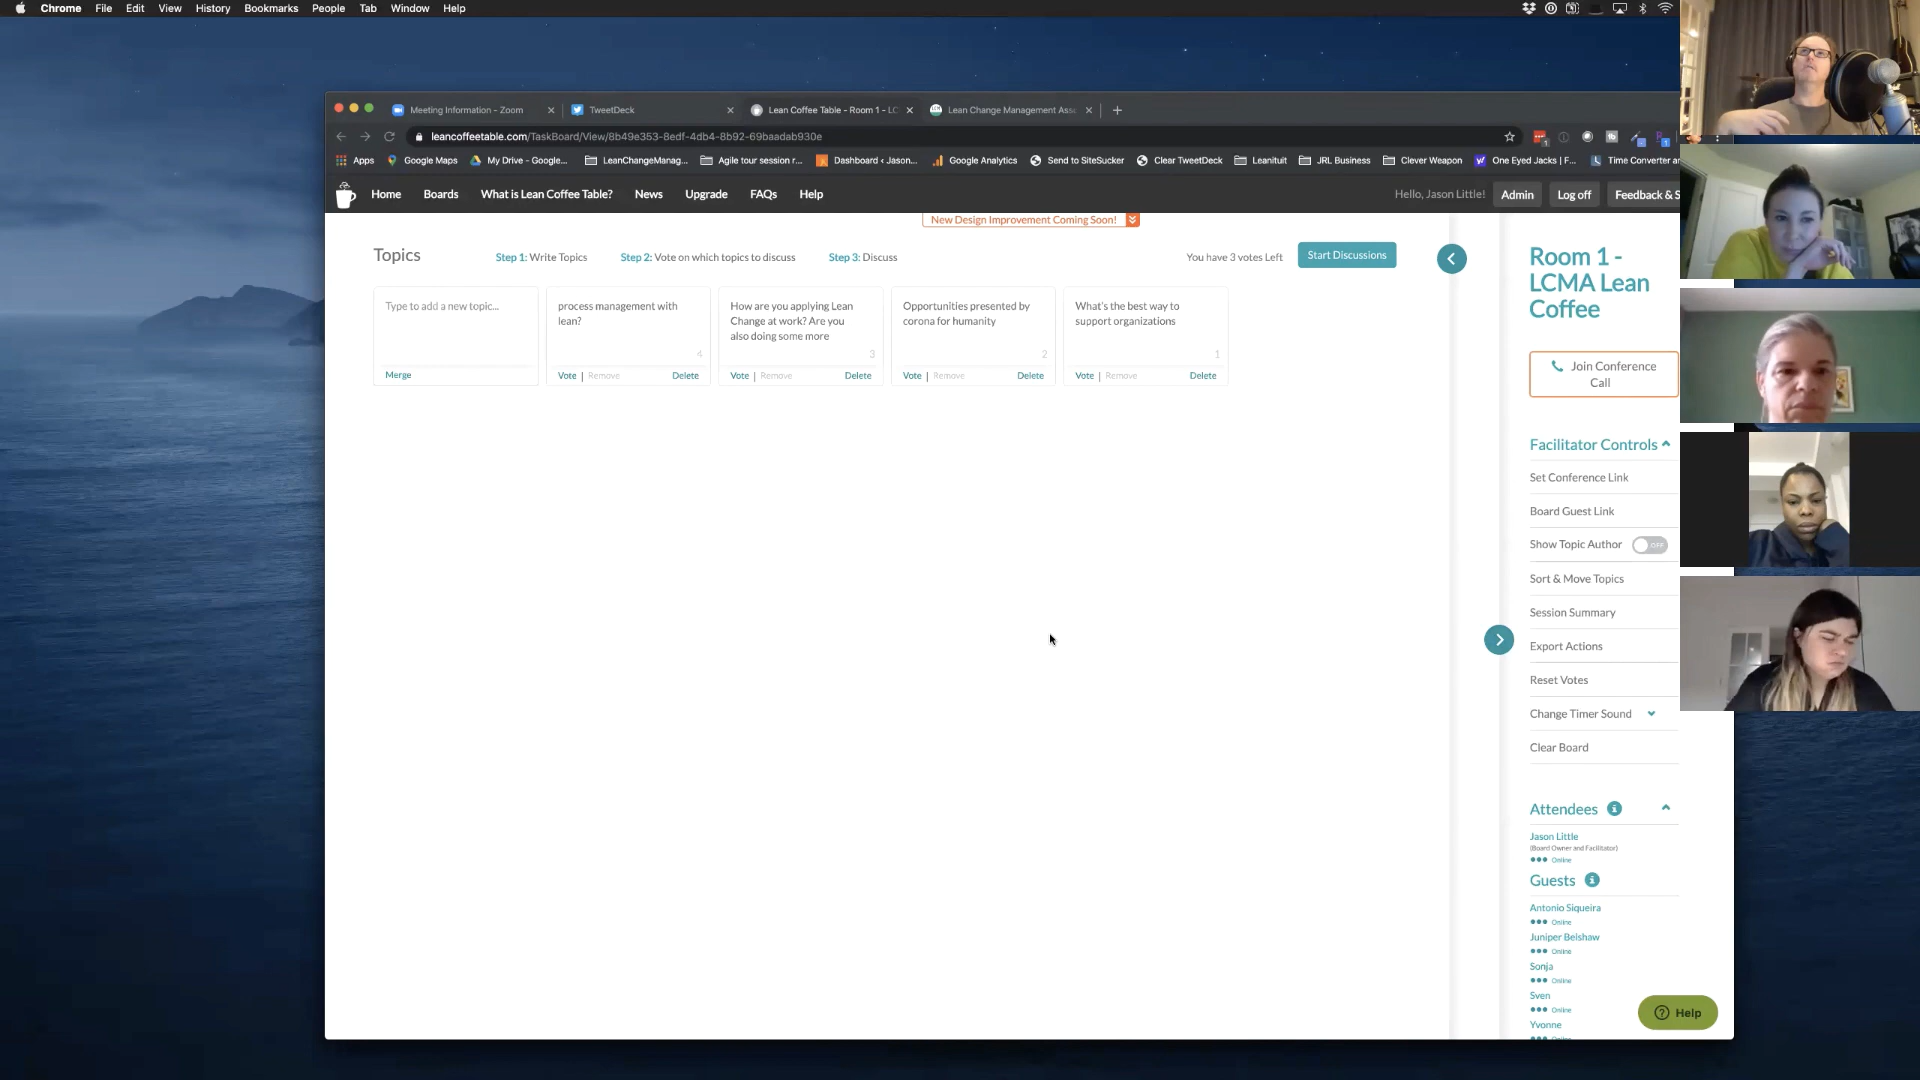 Chrome File Edit View History Bookmarks People Tab Window Help
Meeting Information - Zoom
TweetDeck
Lean Coffee Table - Room 1 - LC
Lean Change Management Ass
leancoffeetable.com/TaskBoard/View/8b49e353-8edf-4db4-8b92-69baadab930e
Apps Google Maps My Drive - Google... LeanChangeManag... Agile tour session r... Dashboard ‹ Jason... Google Analytics Send to SiteSucker Clear TweetDeck Leanituit JRL Business Clever Weapon One Eyed Jacks | F... Time Converter
Home Boards What is Lean Coffee Table? News Upgrade FAQs Help
Hello, Jason Little! Admin Log off Feedback & S
New Design Improvement Coming Soon!
Topics
Step 1: Write Topics
Step 2: Vote on which topics to discuss
Step 3: Discuss
You have 3 votes Left
Start Discussions
Type to add a new topic...
Merge
process management with
lean?
4
Vote | Remove Delete
How are you applying Lean
Change at work? Are you
also doing some more
3
Vote | Remove Delete
Opportunities presented by
corona for humanity
2
Vote | Remove Delete
What's the best way to
support organizations
1
Vote | Remove Delete
Room 1 -
LCMA Lean
Coffee
Join Conference
Call
Facilitator Controls
Set Conference Link
Board Guest Link
Show Topic Author OFF
Sort & Move Topics
Session Summary
Export Actions
Reset Votes
Change Timer Sound
Clear Board
Attendees
Jason Little
(Board Owner and Facilitator)
Online
Guests
Antonio Siqueira
Online
Juniper Belshaw
Online
Sonja
Online
Sven
Online
Yvonne
Help